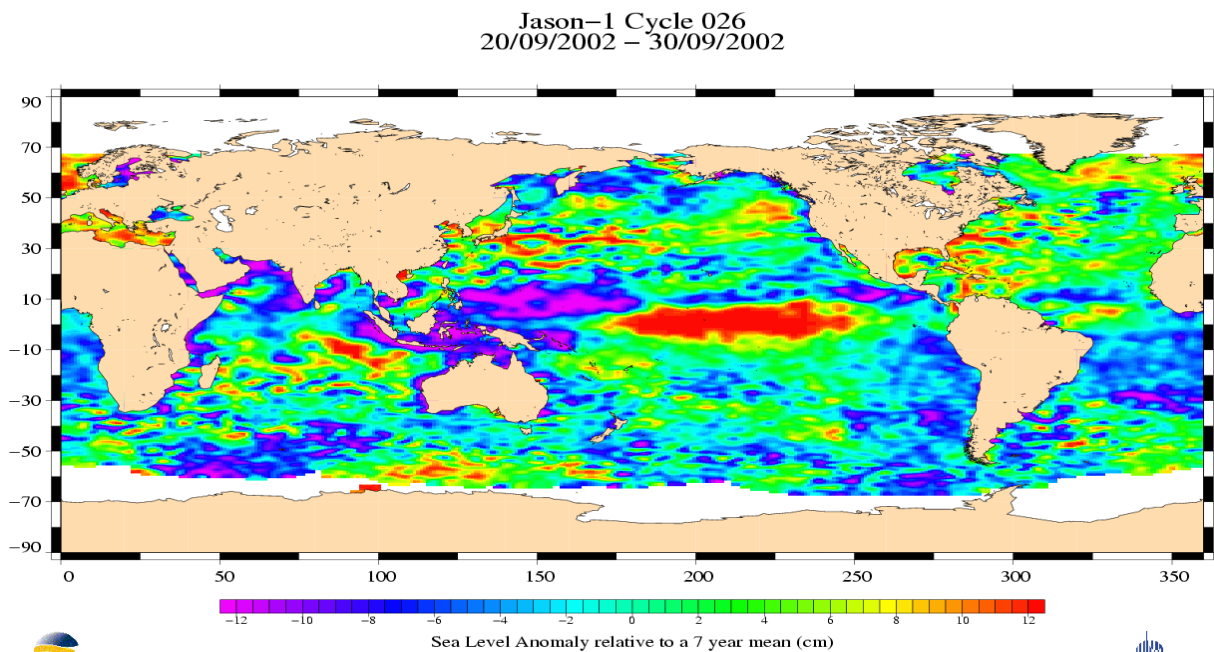 Jason−1 Cycle 026
20/09/2002 − 30/09/2002
90
70
50
30
10
−10
−30
−50
−70
−90
0 50 100 150 200 250 300 350
−12 −10 −8 −6 −4 −2 0 2 4 6 8 10 12
Sea Level Anomaly relative to a 7 year mean (cm)